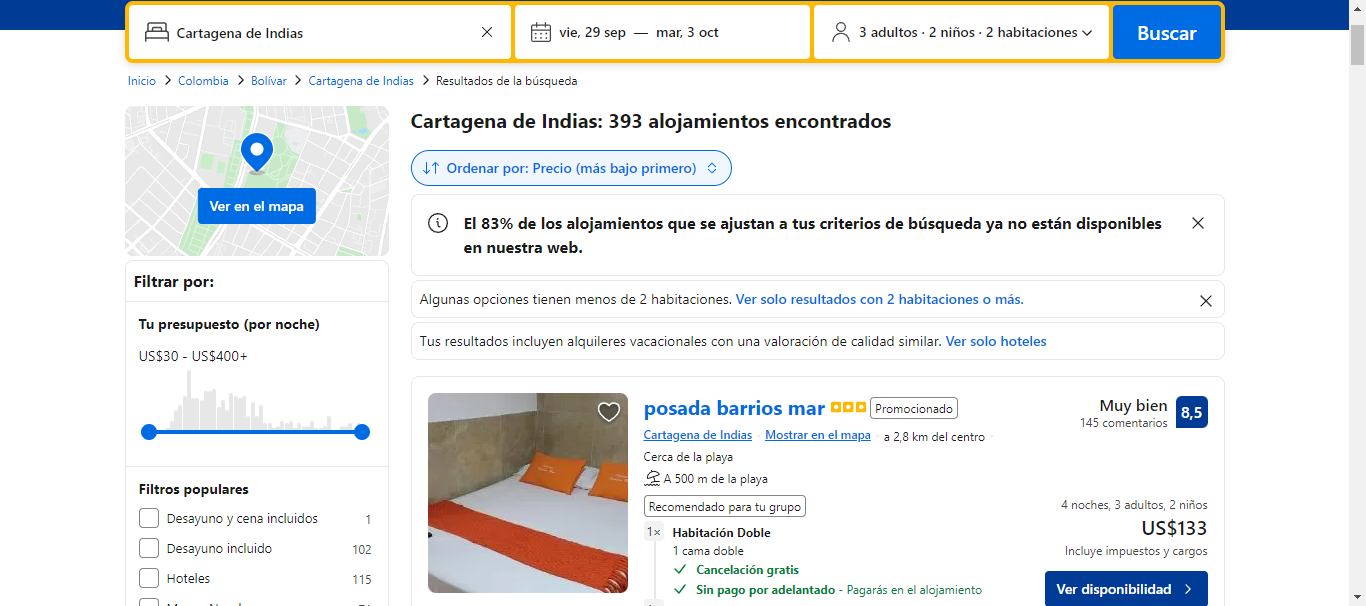 Cartagena de Indias
vie, 29 sep — mar, 3 oct
3 adultos · 2 niños · 2 habitaciones
Buscar
Inicio > Colombia > Bolívar > Cartagena de Indias > Resultados de la búsqueda
Ver en el mapa
Filtrar por:
Tu presupuesto (por noche)
US$30 - US$400+
Filtros populares
Desayuno y cena incluidos 1
Desayuno incluido 102
Hoteles 115
Cartagena de Indias: 393 alojamientos encontrados
Ordenar por: Precio (más bajo primero)
El 83% de los alojamientos que se ajustan a tus criterios de búsqueda ya no están disponibles
en nuestra web.
Algunas opciones tienen menos de 2 habitaciones. Ver solo resultados con 2 habitaciones o más.
Tus resultados incluyen alquileres vacacionales con una valoración de calidad similar. Ver solo hoteles
posada barrios mar Promocionado
Cartagena de Indias · Mostrar en el mapa · a 2,8 km del centro ·
Cerca de la playa
A 500 m de la playa
Recomendado para tu grupo
1× Habitación Doble
1 cama doble
Cancelación gratis
Sin pago por adelantado - Pagarás en el alojamiento
Muy bien 8,5
145 comentarios
4 noches, 3 adultos, 2 niños
US$133
Incluye impuestos y cargos
Ver disponibilidad